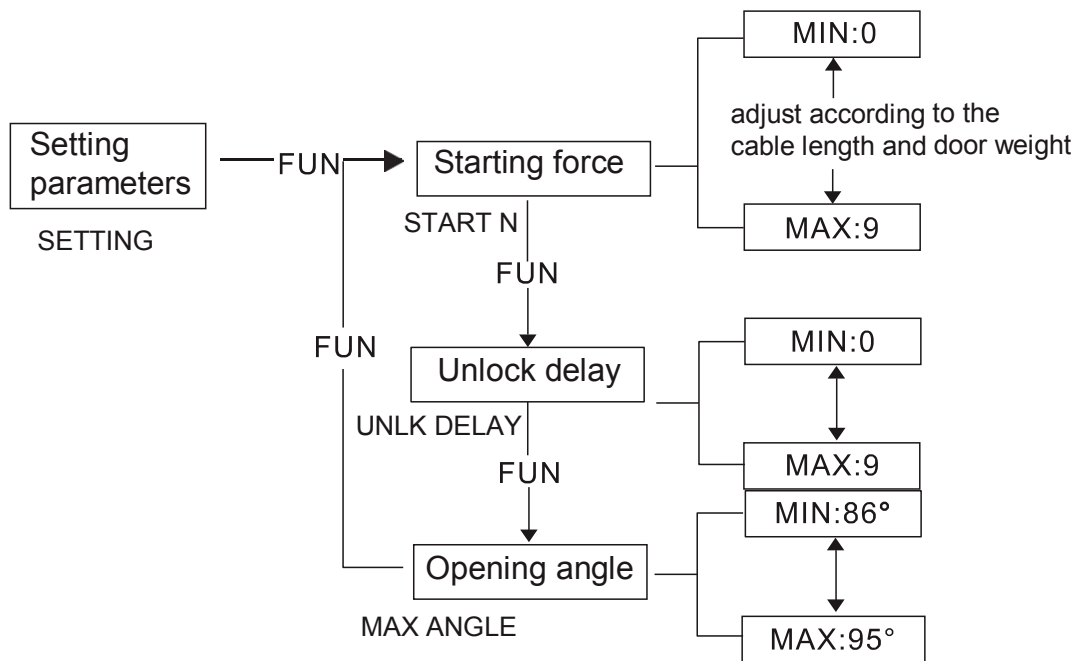 MIN:0
adjust according to the
cable length and door weight
MAX:9
Setting
parameters
SETTING
FUN
Starting force
START N
FUN
FUN
Unlock delay
UNLK DELAY
MIN:0
MAX:9
FUN
Opening angle
MAX ANGLE
MIN:86°
MAX:95°